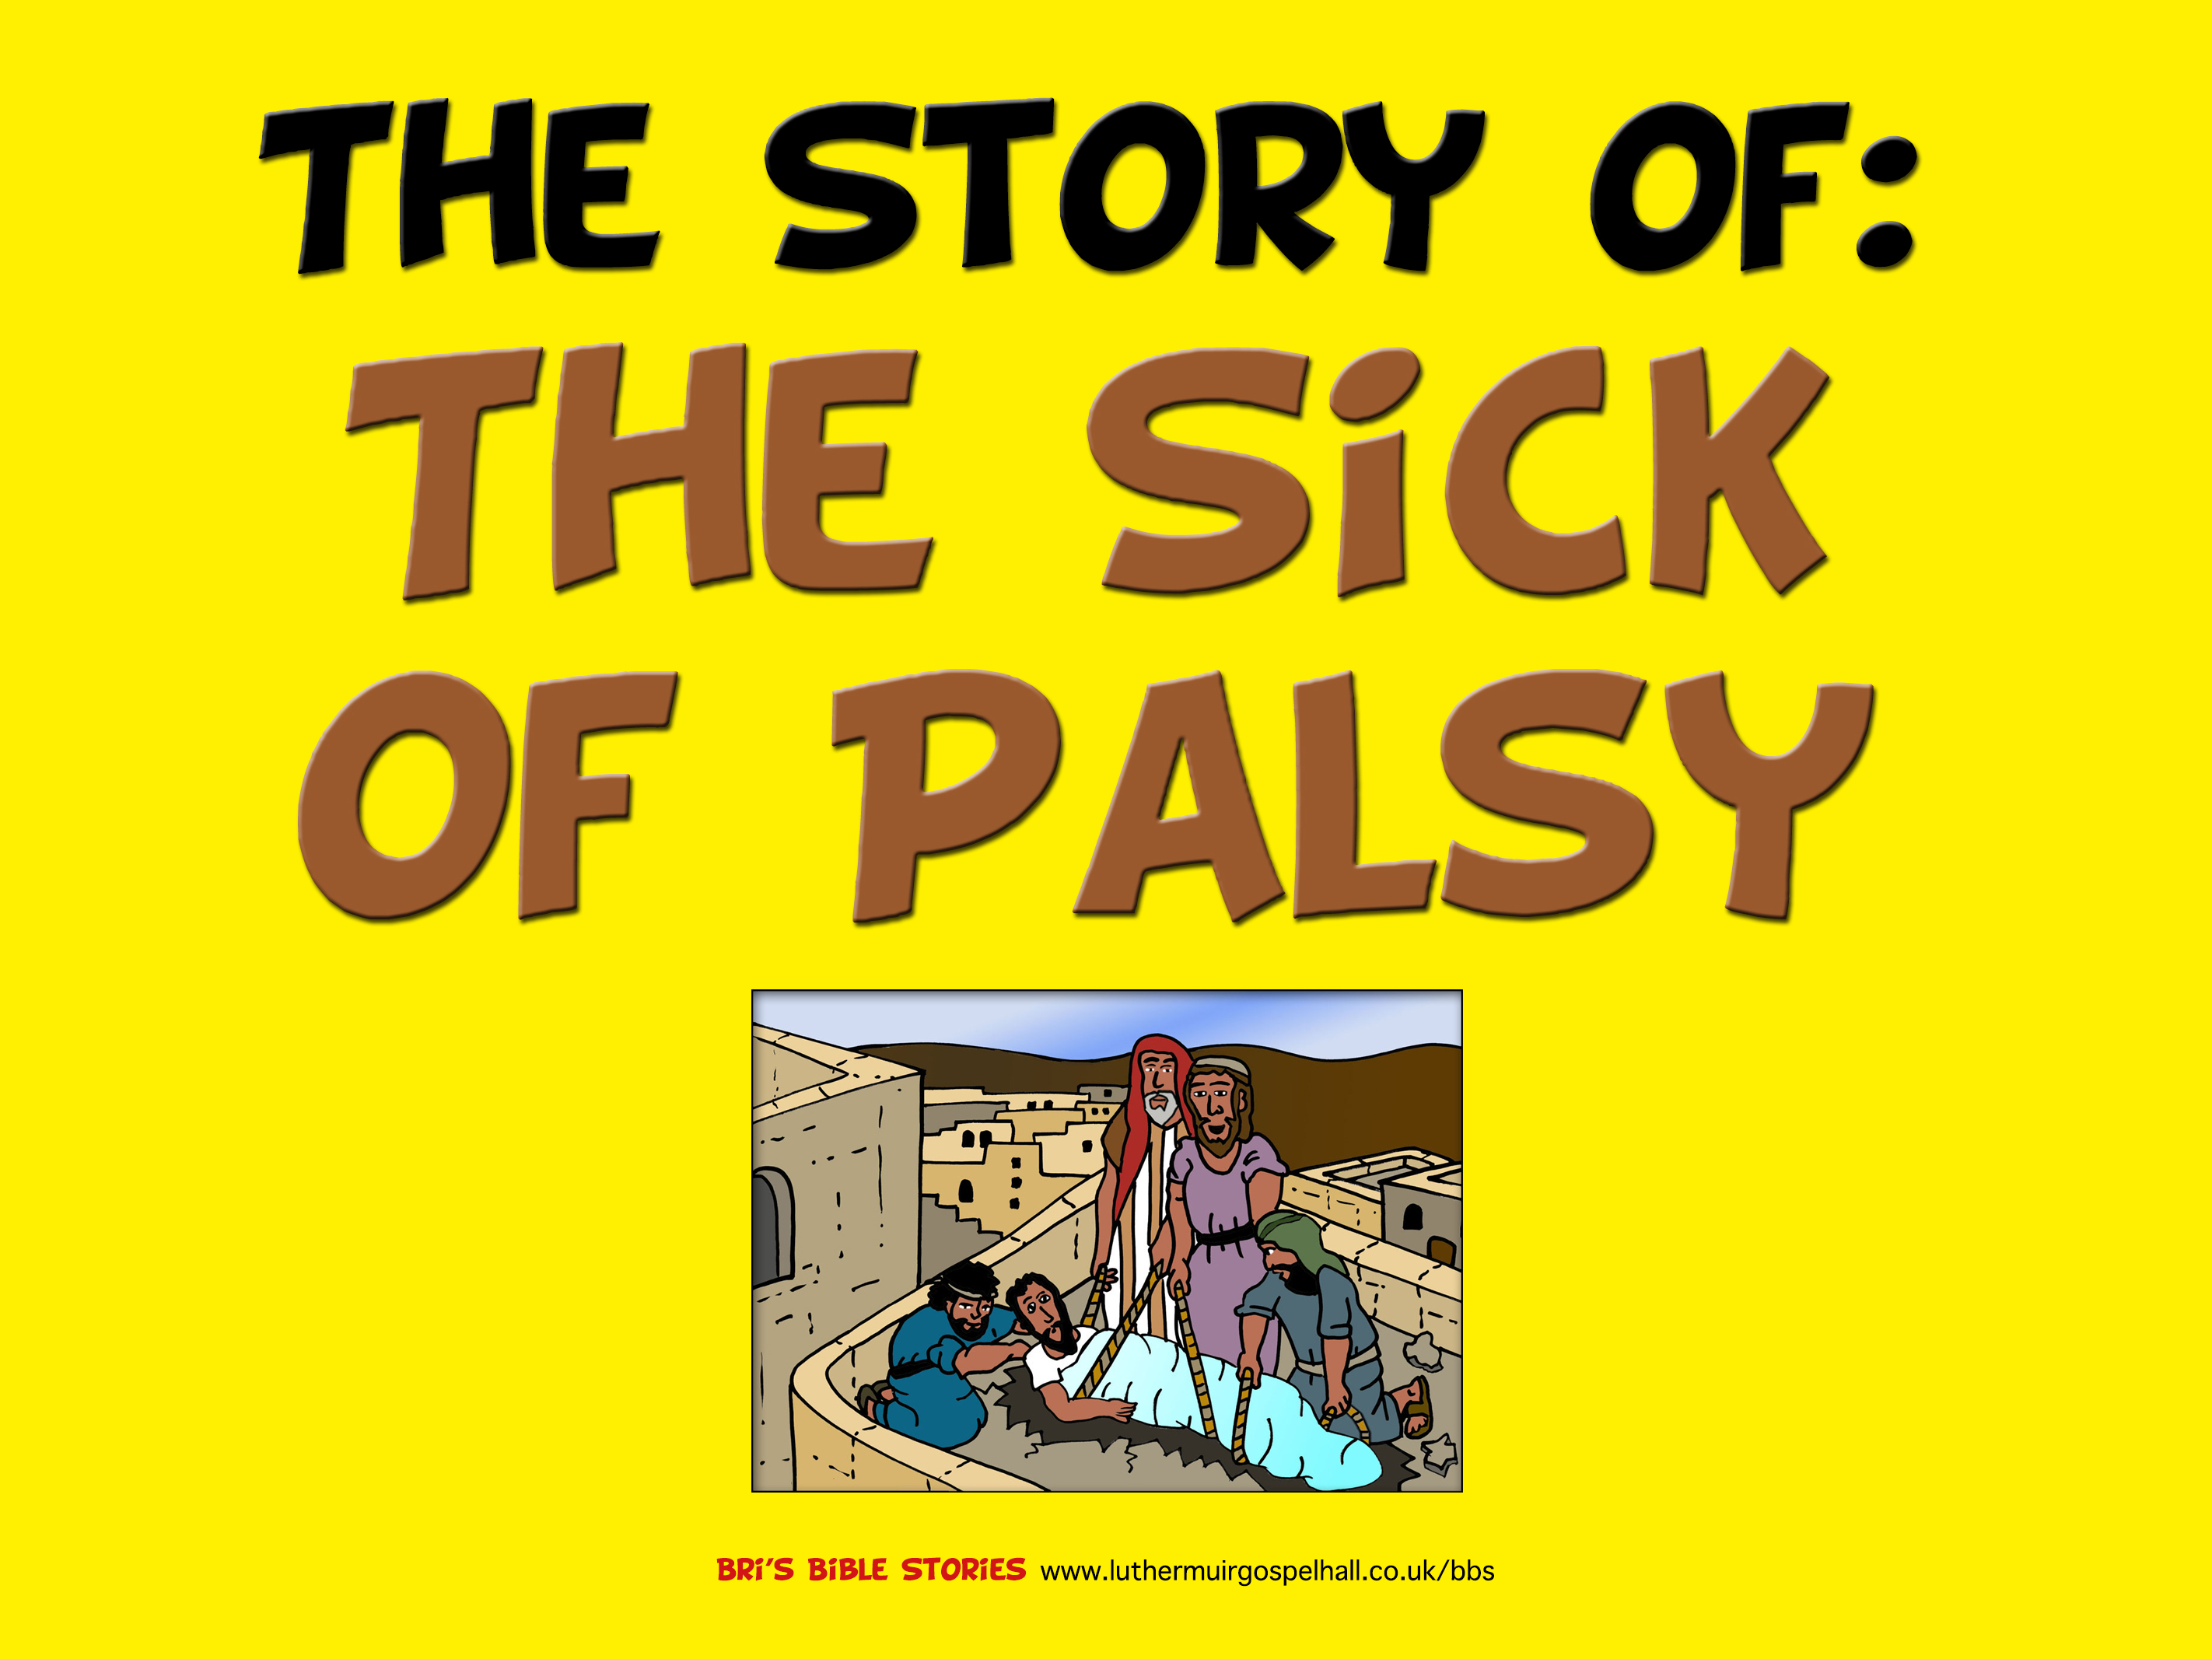 THE STORY OF:
THE SiCK
OF PALSY
BRi'S BiBLE STORiES www.luthermuirgospelhall.co.uk/bbs